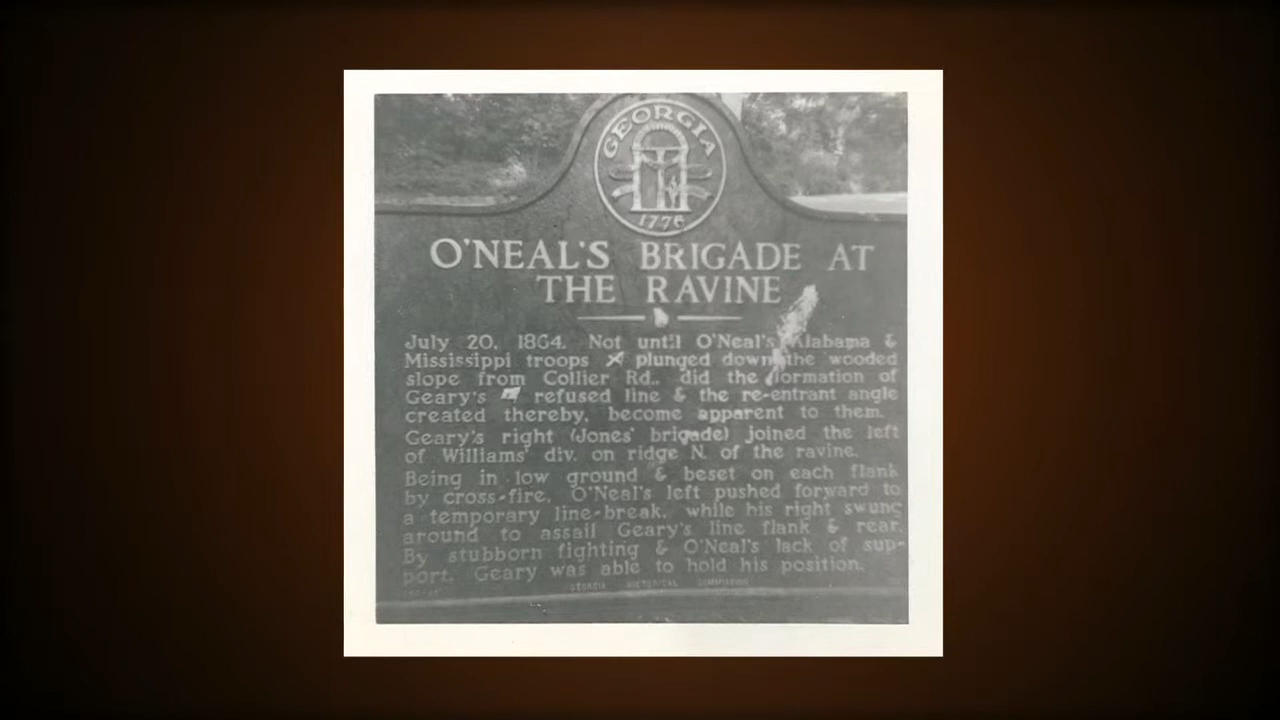 GEORGIA
1776
O'NEAL'S BRIGADE AT
THE RAVINE
July 20, 1864. Not until O'Neal's Alabama &
Mississippi troops plunged down the wooded
slope from Collier Rd., did the formation of
Geary's refused line & the re-entrant angle
created thereby, become apparent to them.
Geary's right (Jones' brigade) joined the left
of Williams' div. on ridge N. of the ravine.
Being in low ground & beset on each flank
by cross-fire, O'Neal's left pushed forward to
a temporary line-break, while his right swung
around to assail Geary's line flank & rear.
By stubborn fighting & O'Neal's lack of sup-
port, Geary was able to hold his position.
GEORGIA HISTORICAL COMMISSION